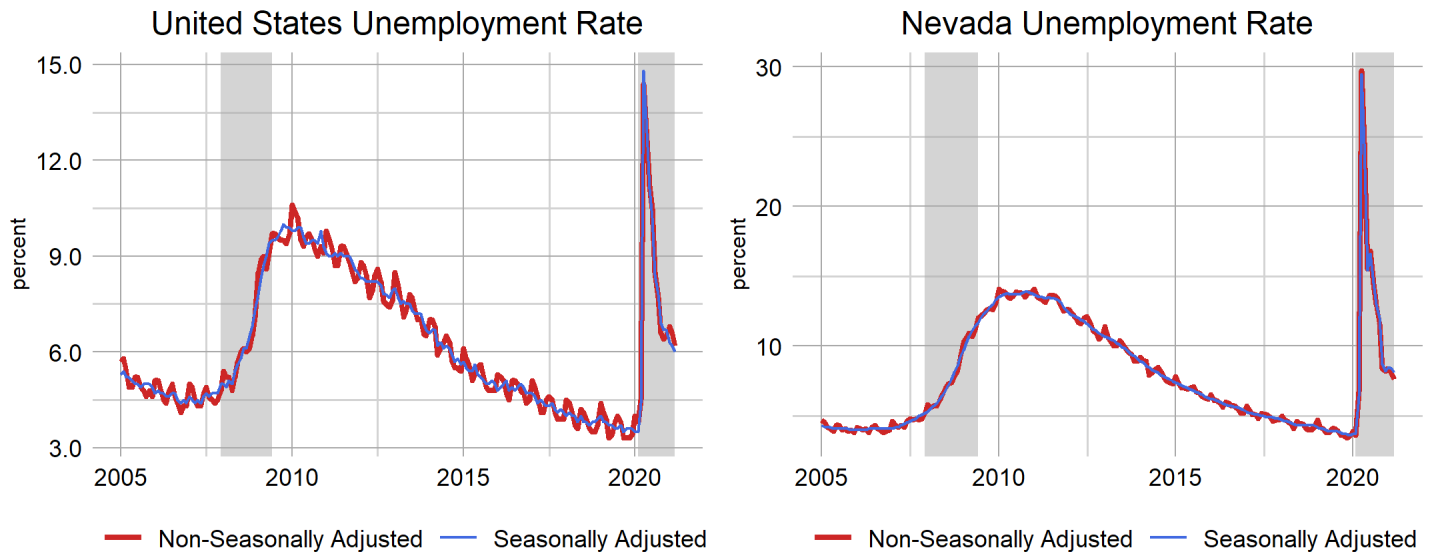 United States Unemployment Rate
15.0
12.0
9.0
6.0
3.0
percent
2005 2010 2015 2020
Non-Seasonally Adjusted Seasonally Adjusted
Nevada Unemployment Rate
30
20
10
percent
2005 2010 2015 2020
Non-Seasonally Adjusted Seasonally Adjusted